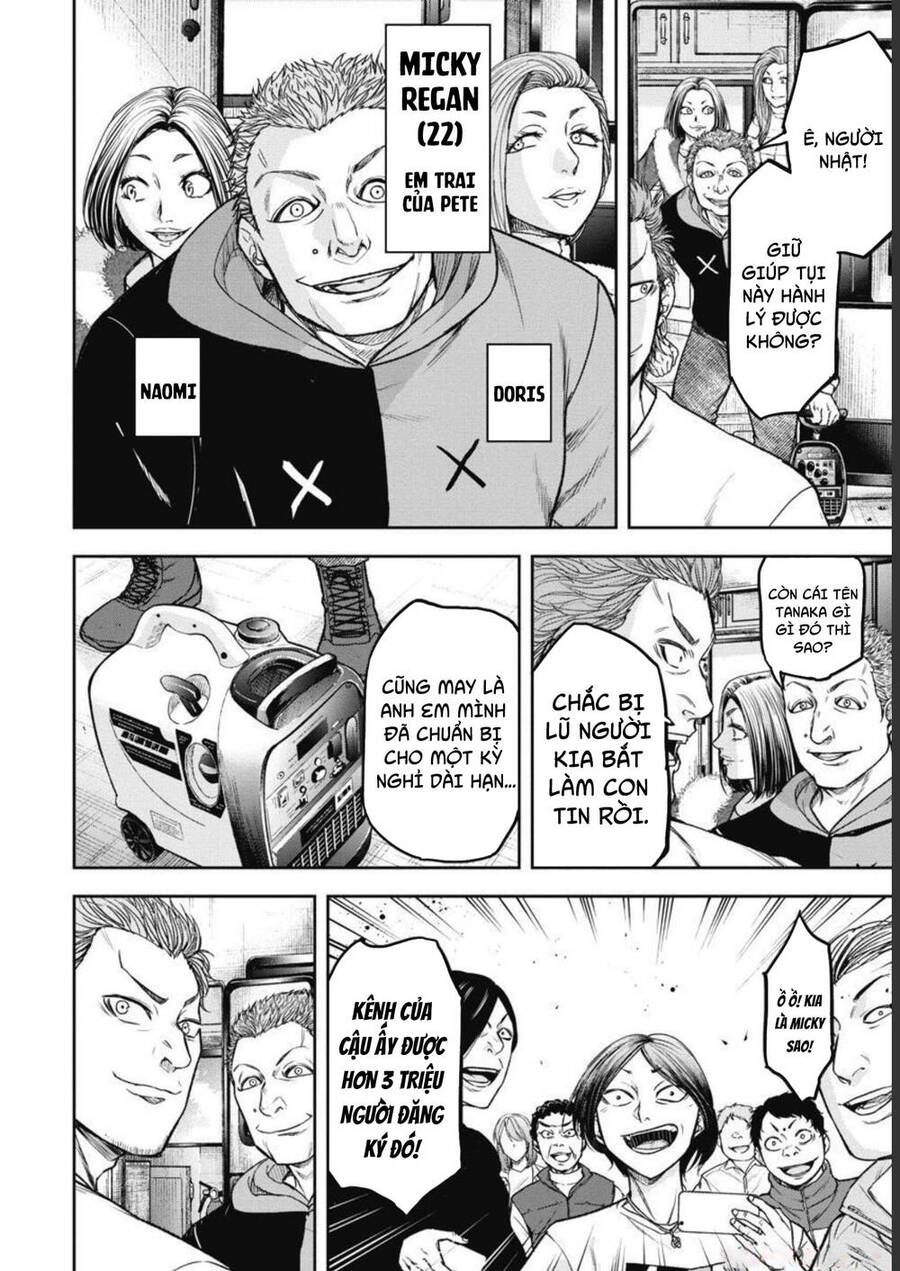 Ê, NGƯỜI
NHẬT!
GIỮ
GIÚP TỤI
NÀY HÀNH
LÝ ĐƯỢC
KHÔNG?
MICKY
REGAN
(22)
EM TRAI
CỦA PETE
NAOMI
DORIS
CÒN CÁI TÊN
TANAKA GÌ
GÌ ĐÓ THÌ
SAO?
CHẮC BỊ
LŨ NGƯỜI
KIA BẮT
LÀM CON
TIN RỒI.
CŨNG MAY LÀ
ANH EM MÌNH
ĐÃ CHUẨN BỊ
CHO MỘT KỲ
NGHỈ DÀI HẠN...
Ồ Ồ! KIA
LÀ MICKY
SAO!
KÊNH CỦA
CẬU ẤY ĐƯỢC
HƠN 3 TRIỆU
NGƯỜI ĐĂNG
KÝ ĐÓ!